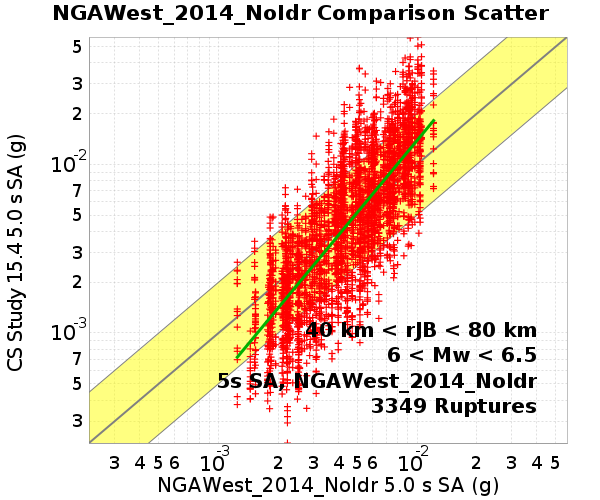 NGAWest_2014_NoIdr Comparison Scatter
CS Study 15.4 5.0 s SA (g)
5
3
2
10⁻²
7
5
3
2
10⁻³
7
5
3
40 km < rJB < 80 km
6 < Mw < 6.5
5s SA, NGAWest_2014_NoIdr
3349 Ruptures
3 4 5 6 10⁻³ 2 3 4 5 6 10⁻² 2 3 4 5
NGAWest_2014_NoIdr 5.0 s SA (g)